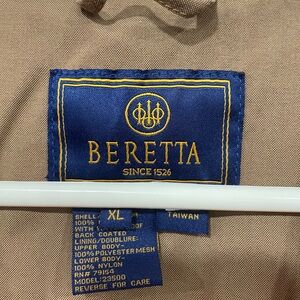 BERETTA
SINCE 1526
XL
TAIWAN
SHELL
100%
WITH
BACK COATED
LINING/DOUBLURE:
UPPER BODY-
100% POLYESTER MESH
LOWER BODY-
100% NYLON
RN# 79154
MODEL: 23500
REVERSE FOR CARE